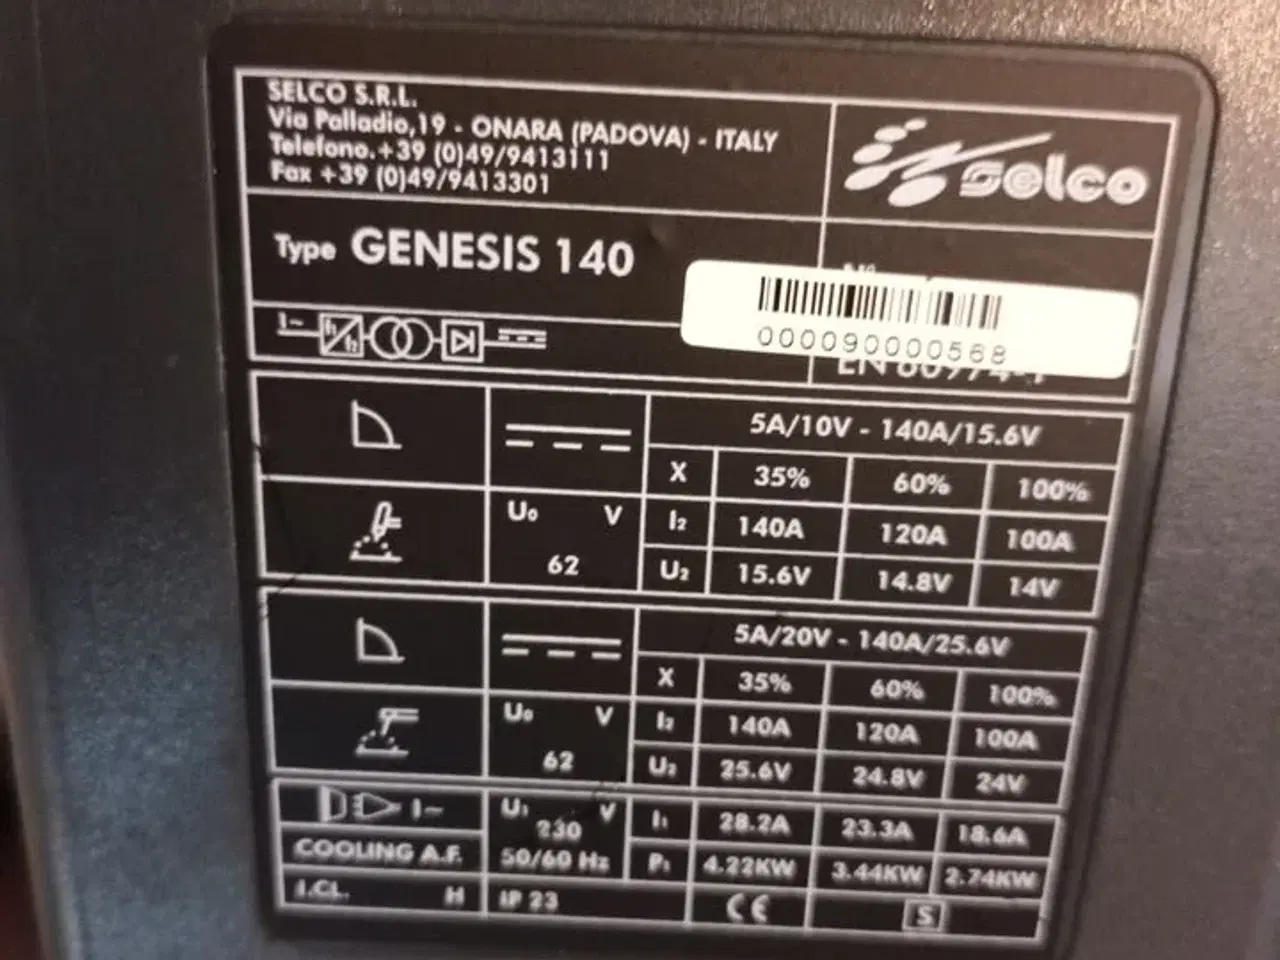 SELCO S.R.L.
Via Palladio,19 - ONARA (PADOVA) - ITALY
Telefono.+39 (0)49/9413111
Fax +39 (0)49/9413301
selco
Type GENESIS 140
000090000568
1~ f1 f2
5A/10V - 140A/15.6V
X 35% 60% 100%
U0 V I2 140A 120A 100A
62 U2 15.6V 14.8V 14V
5A/20V - 140A/25.6V
X 35% 60% 100%
U0 V I2 140A 120A 100A
62 U2 25.6V 24.8V 24V
1~ U1 V 230 I1 28.2A 23.3A 18.6A
COOLING A.F. 50/60 Hz P1 4.22KW 3.44KW 2.74KW
I.CL. H IP 23 CE S